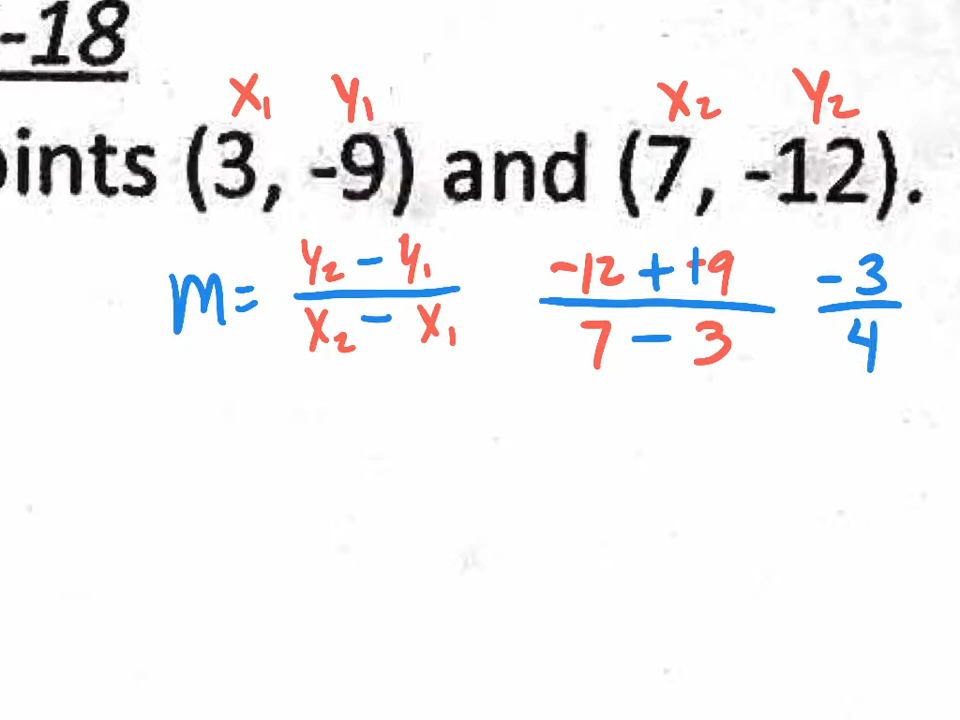 -18
x₁ y₁ x₂ y₂
oints (3, -9) and (7, -12).
m = y₂ - y₁ / x₂ - x₁ -12 + +9 / 7 - 3 -3 / 4